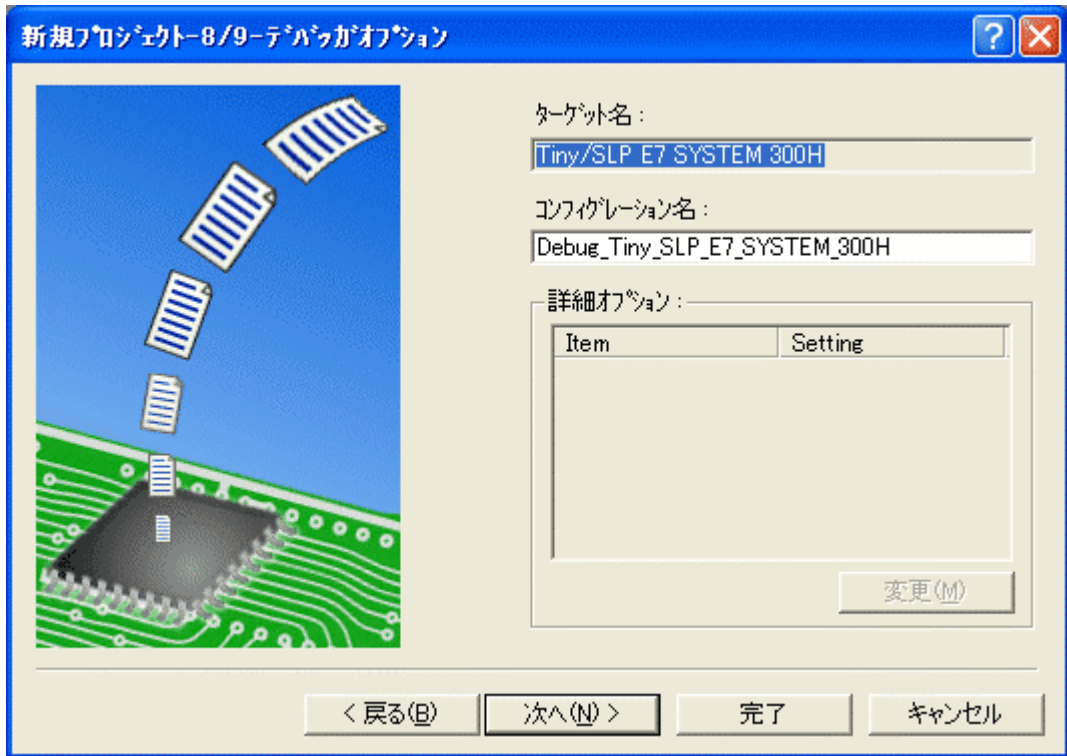 新規ﾌﾟﾛｼﾞｪｸﾄ-8/9-ﾃﾞﾊﾞｯｶﾞｵﾌﾟｼｮﾝ
ﾀｰｹﾞｯﾄ名：
Tiny/SLP E7 SYSTEM 300H
ｺﾝﾌｨｸﾞﾚｰｼｮﾝ名：
Debug_Tiny_SLP_E7_SYSTEM_300H
詳細ｵﾌﾟｼｮﾝ：
Item Setting
変更(M)
< 戻る(B) 次へ(N) > 完了 キャンセル